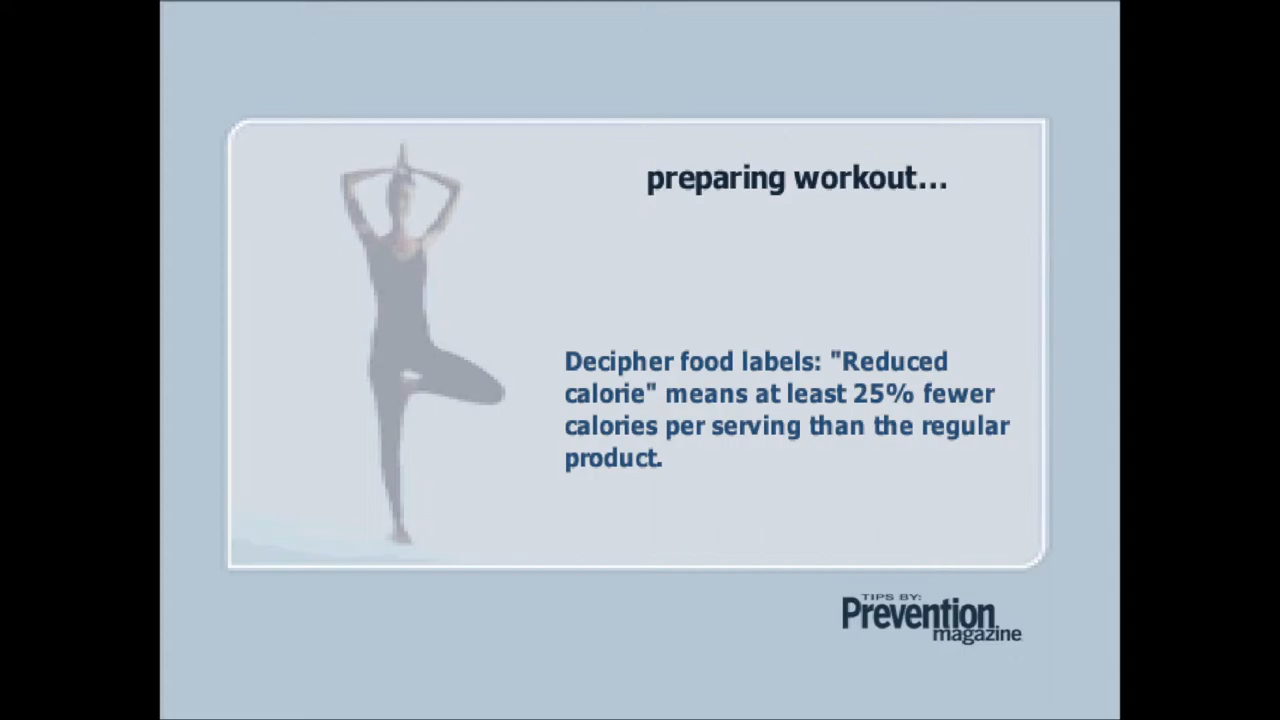 preparing workout...
Decipher food labels: "Reduced
calorie" means at least 25% fewer
calories per serving than the regular
product.
TIPS BY:
Prevention
magazine